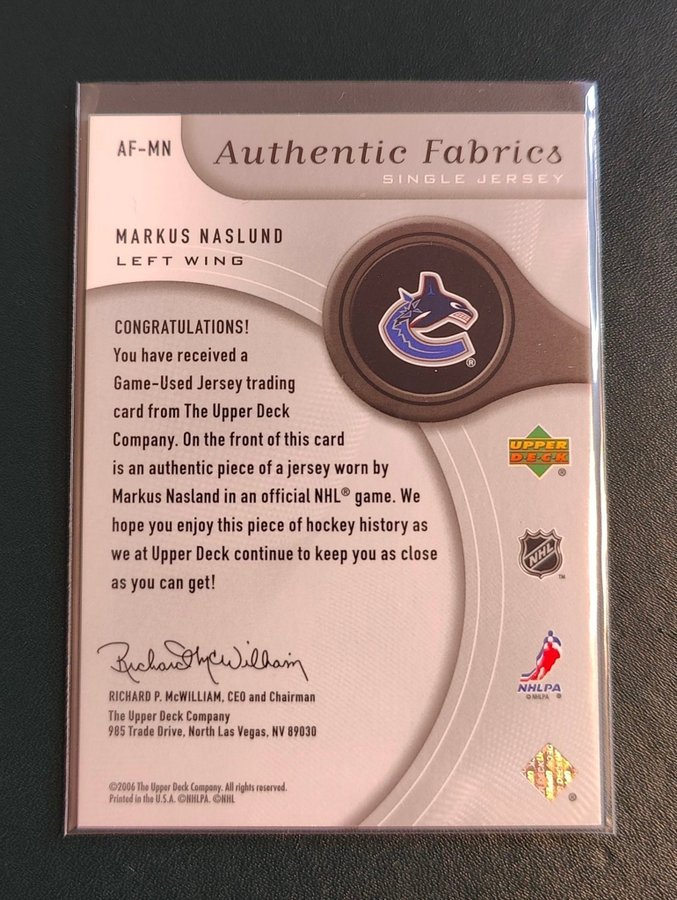 AF-MN
Authentic Fabrics
SINGLE JERSEY
MARKUS NASLUND
LEFT WING
CONGRATULATIONS!
You have received a
Game-Used Jersey trading
card from The Upper Deck
Company. On the front of this card
is an authentic piece of a jersey worn by
Markus Nasland in an official NHL® game. We
hope you enjoy this piece of hockey history as
we at Upper Deck continue to keep you as close
as you can get!
®
UPPER
DECK
®
NHL
™
NHLPA
© NHLPA
Richard P McWilliam
RICHARD P. McWILLIAM, CEO and Chairman
The Upper Deck Company
985 Trade Drive, North Las Vegas, NV 89030
©2006 The Upper Deck Company. All rights reserved.
Printed in the U.S.A. ©NHLPA. ©NHL
®